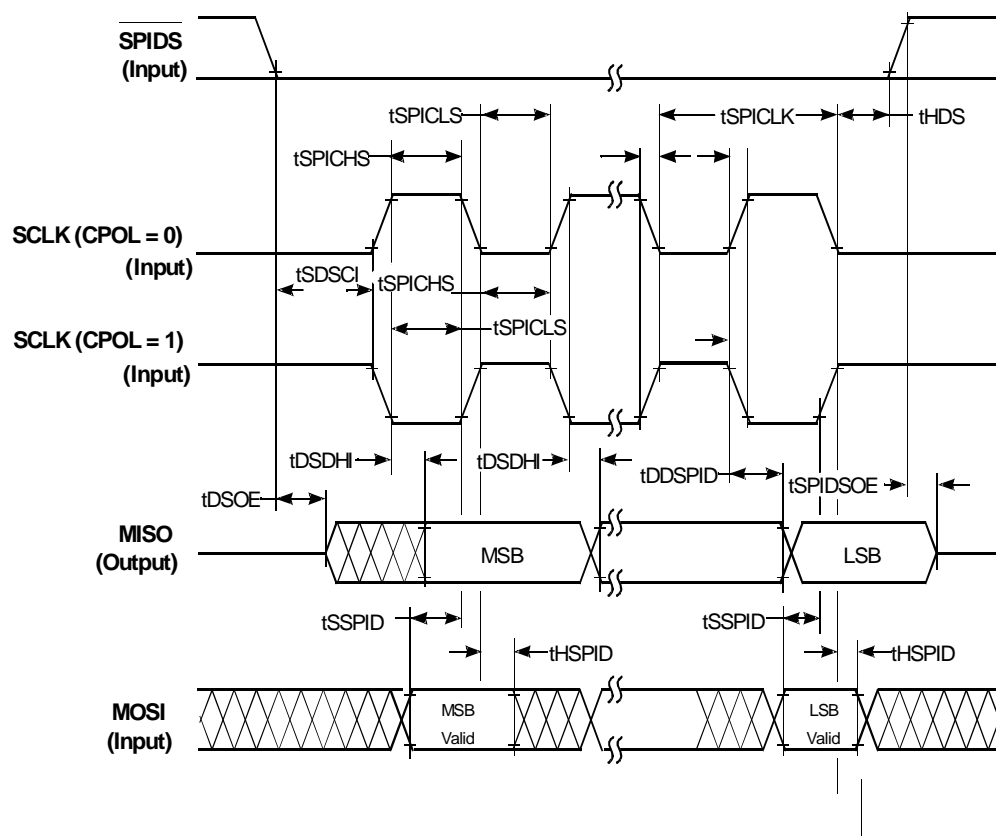 SPIDS
(Input)
tSPICLS
tSPICLK
tHDS
tSPICHS
SCLK (CPOL = 0)
(Input)
tSDSCI
tSPICHS
tSPICLS
SCLK (CPOL = 1)
(Input)
tDSDHI
tDSDHI
tDDSPID
tSPIDSOE
tDSOE
MISO
(Output)
MSB
LSB
tSSPID
tSSPID
tHSPID
tHSPID
MOSI
(Input)
MSB
Valid
LSB
Valid